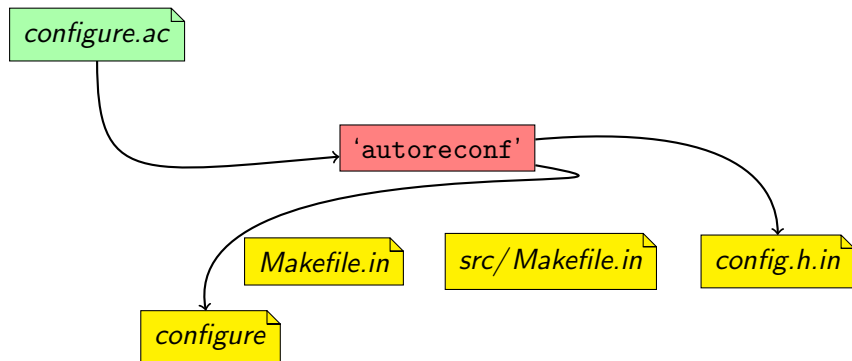 configure.ac
‘autoreconf’
Makefile.in
src/Makefile.in
config.h.in
configure